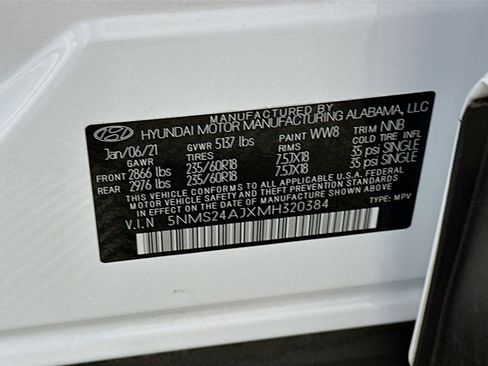 MANUFACTURED BY
HYUNDAI MOTOR MANUFACTURING ALABAMA, LLC
Jan/06/21 GVWR 5137 lbs PAINT WW8 TRIM NNB
GAWR TIRES RIMS COLD TIRE INFL
FRONT 2866 lbs 235/60R18 7.5JX18 35 psi SINGLE
REAR 2976 lbs 235/60R18 7.5JX18 35 psi SINGLE
THIS VEHICLE CONFORMS TO ALL APPLICABLE U.S.A. FEDERAL
MOTOR VEHICLE SAFETY AND THEFT PREVENTION STANDARDS
IN EFFECT ON THE DATE OF MANUFACTURE SHOWN ABOVE.
V.I.N 5NMS24AJXMH320384 TYPE: MPV